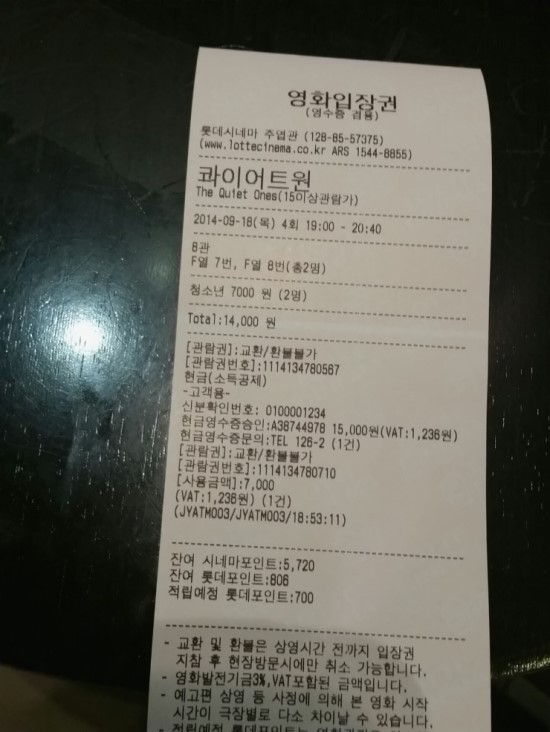 영화입장권
(영수증 겸용)
롯데시네마 주엽관 (128-85-57375)
(www.lottecinema.co.kr ARS 1544-8855)
콰이어트원
The Quiet Ones(15이상관람가)
2014-09-18(목) 4회 19:00 - 20:40
8관
F열 7번, F열 8번(총2명)
청소년 7000 원 (2명)
Total:14,000 원
[관람권]:교환/환불불가
[관람권번호]:1114134780587
현금(소득공제)
-고객용-
신분확인번호: 0100001234
현금영수증승인:A38744978 15,000원(VAT:1,236원)
현금영수증문의:TEL 126-2 (1건)
[관람권]:교환/환불불가
[관람권번호]:1114134780710
[사용금액]:7,000
(VAT:1,236원) (1건)
(JYATM003/JYATM003/18:53:11)
잔여 시네마포인트:5,720
잔여 롯데포인트:806
적립예정 롯데포인트:700
- 교환 및 환불은 상영시간 전까지 입장권
지참 후 현장방문시에만 취소 가능합니다.
- 영화발전기금3%,VAT포함된 금액입니다.
- 예고편 상영 등 사정에 의해 본 영화 시작
시간이 극장별로 다소 차이날 수 있습니다.
- 적립예정 롯데포인트는